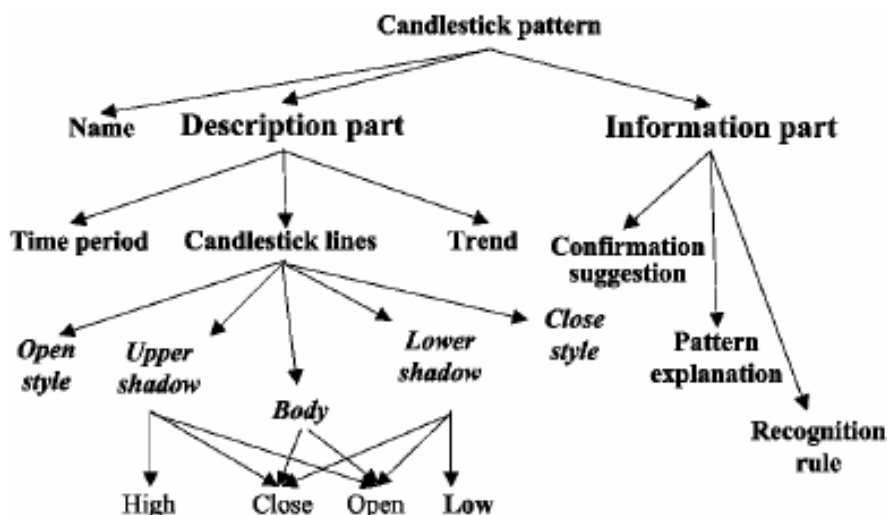 Candlestick pattern
Name
Description part
Information part
Time period
Candlestick lines
Trend
Confirmation
suggestion
Open
style
Upper
shadow
Lower
shadow
Close
style
Pattern
explanation
Body
Recognition
rule
High
Close
Open
Low